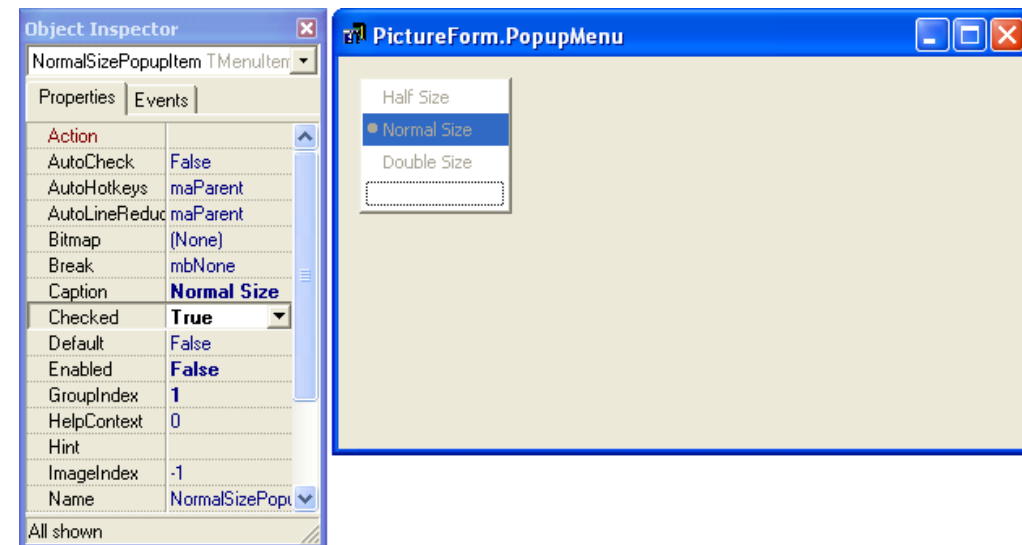 Object Inspector
NormalSizePopupItem TMenuItem
Properties Events
Action
AutoCheck False
AutoHotkeys maParent
AutoLineReduc maParent
Bitmap (None)
Break mbNone
Caption Normal Size
Checked True
Default False
Enabled False
GroupIndex 1
HelpContext 0
Hint
ImageIndex -1
Name NormalSizePopu
All shown
PictureForm.PopupMenu
Half Size
Normal Size
Double Size